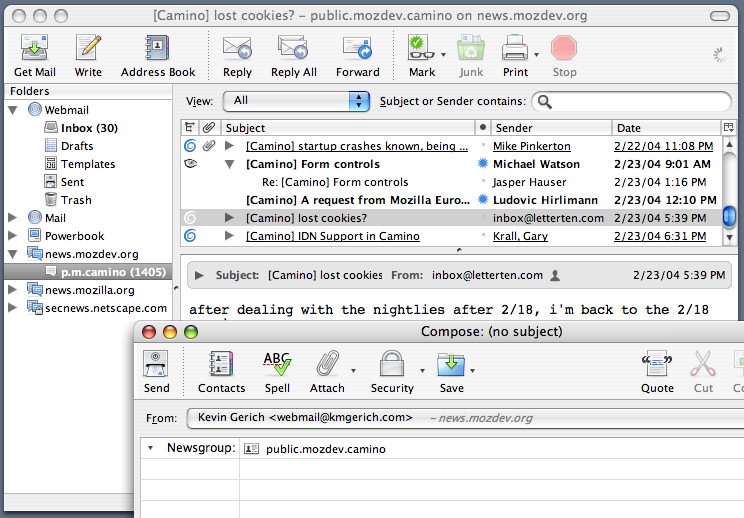 [Camino] lost cookies? – public.mozdev.camino on news.mozdev.org
Get Mail Write Address Book Reply Reply All Forward Mark Junk Print Stop
Folders
Webmail
Inbox (30)
Drafts
Templates
Sent
Trash
Mail
Powerbook
news.mozdev.org
p.m.camino (1405)
news.mozilla.org
secnews.netscape.com
View: All Subject or Sender contains:
Subject Sender Date
[Camino] startup crashes known, being ... Mike Pinkerton 2/22/04 11:08 PM
[Camino] Form controls Michael Watson 2/23/04 9:01 AM
Re: [Camino] Form controls Jasper Hauser 2/23/04 1:16 PM
[Camino] A request from Mozilla Euro... Ludovic Hirlimann 2/23/04 12:10 PM
[Camino] lost cookies? inbox@letterten.com 2/23/04 5:39 PM
[Camino] IDN Support in Camino Krall, Gary 2/23/04 6:31 PM
Subject: [Camino] lost cookies From: inbox@letterten.com 2/23/04 5:39 PM
after dealing with the nightlies after 2/18, i'm back to the 2/18
Compose: (no subject)
Send Contacts ABC Spell Attach Security Save Quote Cut
From: Kevin Gerich <webmail@kmgerich.com> – news.mozdev.org
Newsgroup: public.mozdev.camino